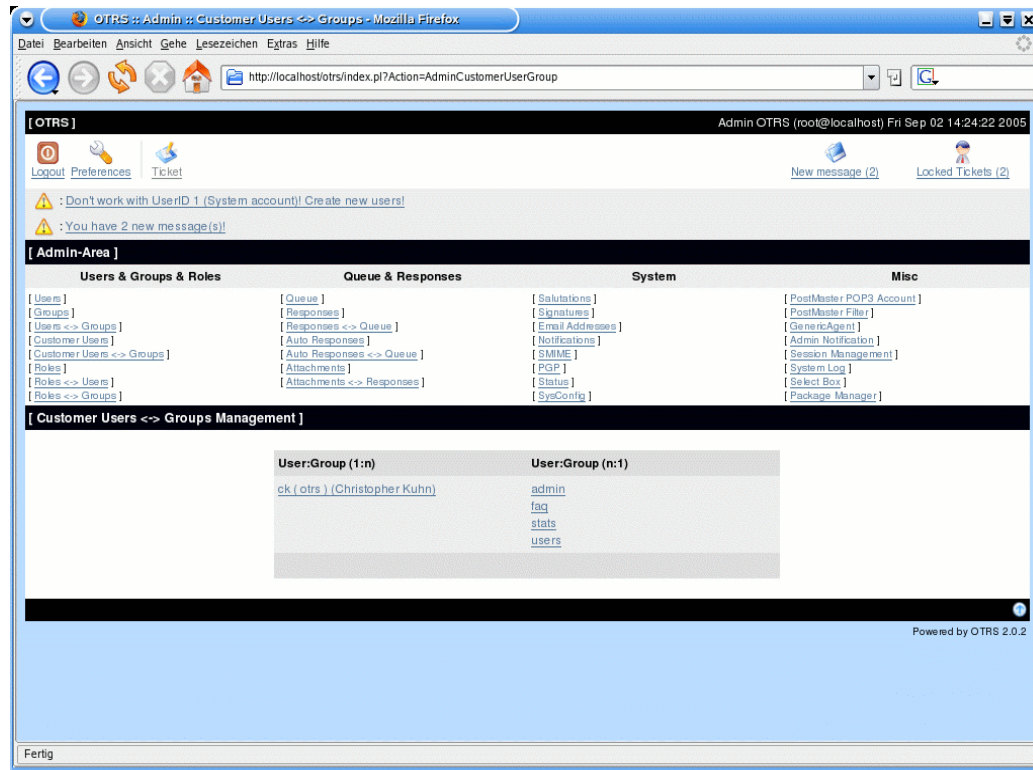 OTRS :: Admin :: Customer Users <-> Groups - Mozilla Firefox
Datei Bearbeiten Ansicht Gehe Lesezeichen Extras Hilfe
http://localhost/otrs/index.pl?Action=AdminCustomerUserGroup
G
[ OTRS ] Admin OTRS (root@localhost) Fri Sep 02 14:24:22 2005
Logout Preferences Ticket New message (2) Locked Tickets (2)
: Don't work with UserID 1 (System account)! Create new users!
: You have 2 new message(s)!
[ Admin-Area ]
Users & Groups & Roles Queue & Responses System Misc
[ Users ] [ Queue ] [ Salutations ] [ PostMaster POP3 Account ]
[ Groups ] [ Responses ] [ Signatures ] [ PostMaster Filter ]
[ Users <-> Groups ] [ Responses <-> Queue ] [ Email Addresses ] [ GenericAgent ]
[ Customer Users ] [ Auto Responses ] [ Notifications ] [ Admin Notification ]
[ Customer Users <-> Groups ] [ Auto Responses <-> Queue ] [ SMIME ] [ Session Management ]
[ Roles ] [ Attachments ] [ PGP ] [ System Log ]
[ Roles <-> Users ] [ Attachments <-> Responses ] [ Status ] [ Select Box ]
[ Roles <-> Groups ] [ SysConfig ] [ Package Manager ]
[ Customer Users <-> Groups Management ]
User:Group (1:n) User:Group (n:1)
ck ( otrs ) (Christopher Kuhn) admin
faq
stats
users
Powered by OTRS 2.0.2
Fertig